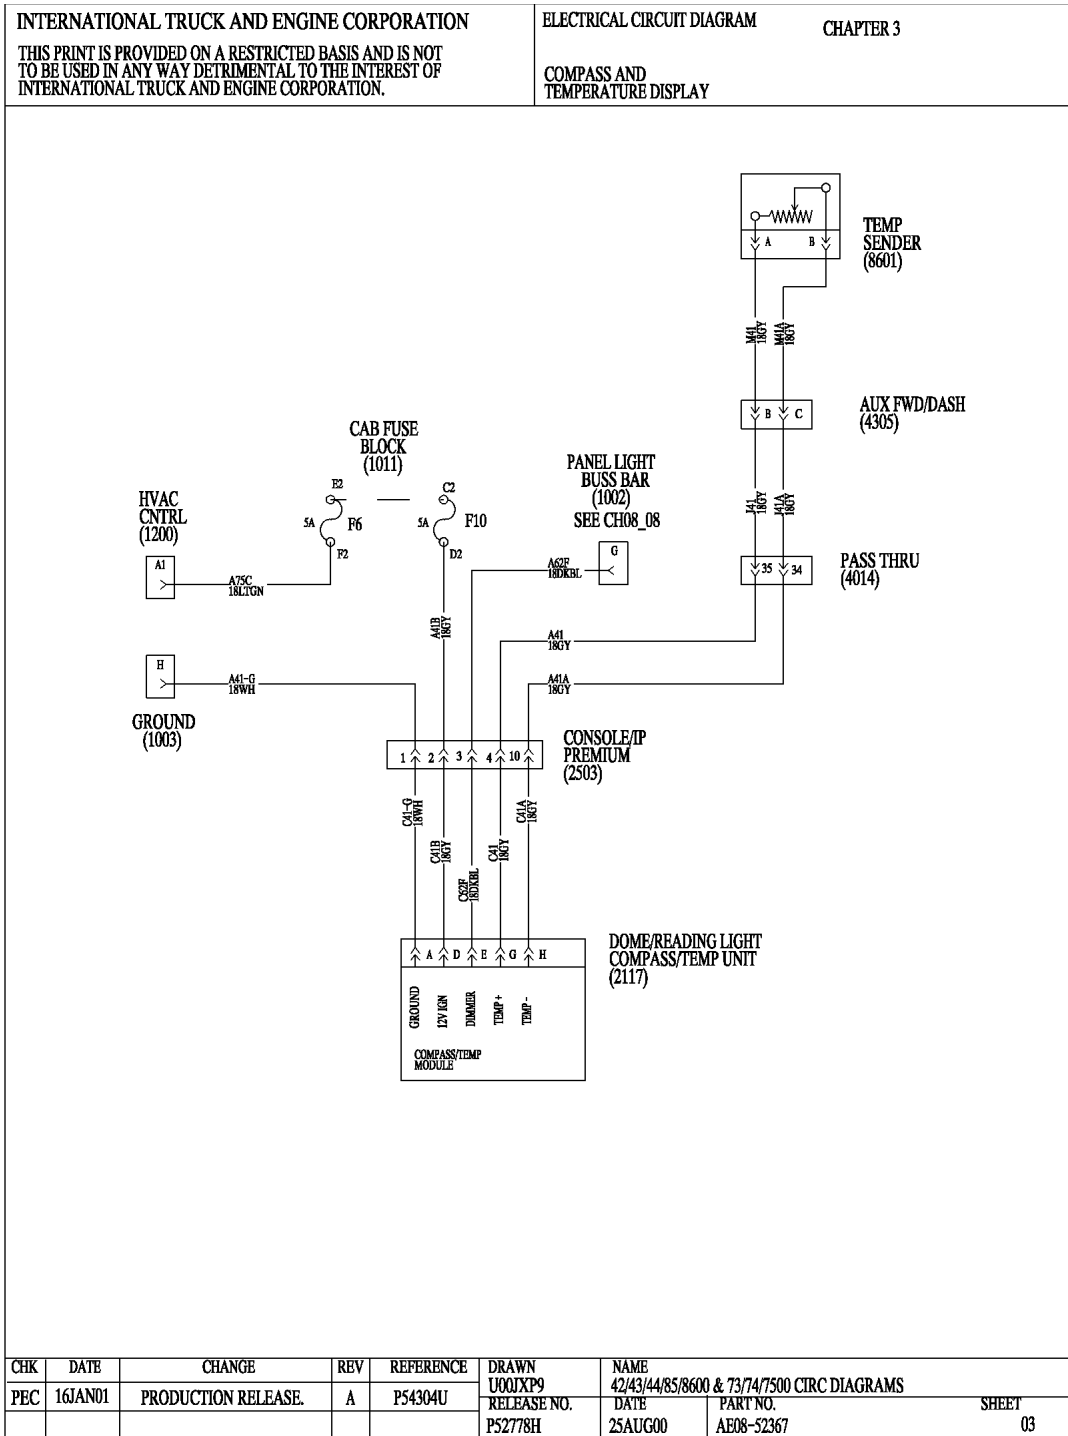 INTERNATIONAL TRUCK AND ENGINE CORPORATION
THIS PRINT IS PROVIDED ON A RESTRICTED BASIS AND IS NOT
TO BE USED IN ANY WAY DETRIMENTAL TO THE INTEREST OF
INTERNATIONAL TRUCK AND ENGINE CORPORATION.
ELECTRICAL CIRCUIT DIAGRAM
CHAPTER 3
COMPASS AND
TEMPERATURE DISPLAY
TEMP
SENDER
(8601)
A
B
M41
18GY
M41A
18GY
AUX FWD/DASH
(4305)
B
C
J41
18GY
J41A
18GY
PASS THRU
(4014)
35
34
CAB FUSE
BLOCK
(1011)
E2
C2
5A
F6
5A
F10
F2
D2
PANEL LIGHT
BUSS BAR
(1002)
SEE CH08_08
G
HVAC
CNTRL
(1200)
A1
A75C
18LTGN
A62F
18DKBL
A41B
18GY
A41
18GY
A41A
18GY
H
A41-G
18WH
GROUND
(1003)
CONSOLE/IP
PREMIUM
(2503)
1
2
3
4
10
C41-G
18WH
C41B
18GY
C62F
18DKBL
C41
18GY
C41A
18GY
DOME/READING LIGHT
COMPASS/TEMP UNIT
(2117)
A
D
E
G
H
GROUND
12V IGN
DIMMER
TEMP+
TEMP-
COMPASS/TEMP
MODULE
CHK
DATE
CHANGE
REV
REFERENCE
PEC
16JAN01
PRODUCTION RELEASE.
A
P54304U
DRAWN
U00JXP9
NAME
42/43/44/85/8600 & 73/74/7500 CIRC DIAGRAMS
RELEASE NO.
P52778H
DATE
25AUG00
PART NO.
AE08-52367
SHEET
03